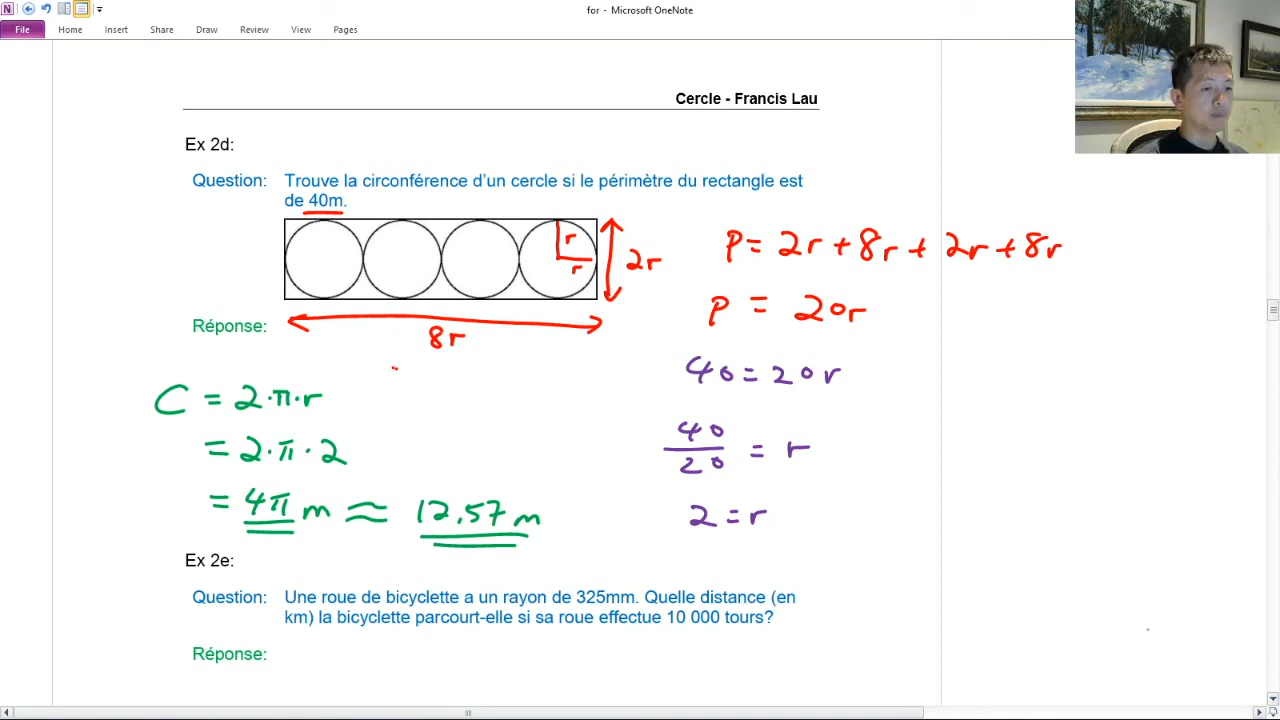 for - Microsoft OneNote
File Home Insert Share Draw Review View Pages
Cercle - Francis Lau
Ex 2d:
Question: Trouve la circonférence d'un cercle si le périmètre du rectangle est
de 40m.
r
r
2r
8r
P = 2r + 8r + 2r + 8r
P = 20r
40 = 20r
40/20 = r
2 = r
Réponse:
C = 2·π·r
= 2·π·2
= 4π m ≈ 12,57 m
Ex 2e:
Question: Une roue de bicyclette a un rayon de 325mm. Quelle distance (en
km) la bicyclette parcourt-elle si sa roue effectue 10 000 tours?
Réponse: